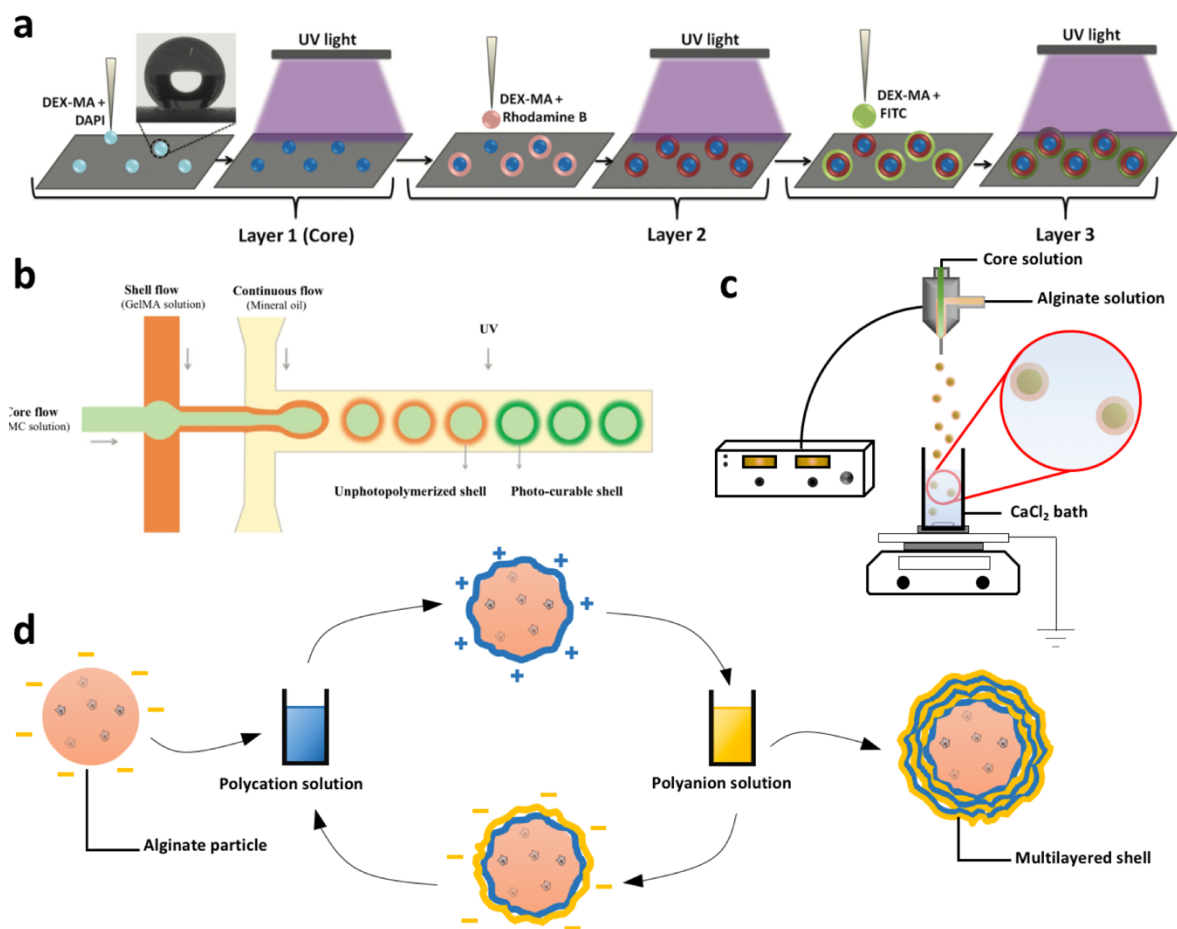 a
UV light
UV light
UV light
DEX-MA +
DAPI
DEX-MA +
Rhodamine B
DEX-MA +
FITC
Layer 1 (Core)
Layer 2
Layer 3
b
Shell flow
(GelMA solution)
Continuous flow
(Mineral oil)
UV
Core flow
MC solution)
Unphotopolymerized shell
Photo-curable shell
c
Core solution
Alginate solution
CaCl₂ bath
d
Polycation solution
Polyanion solution
Alginate particle
Multilayered shell